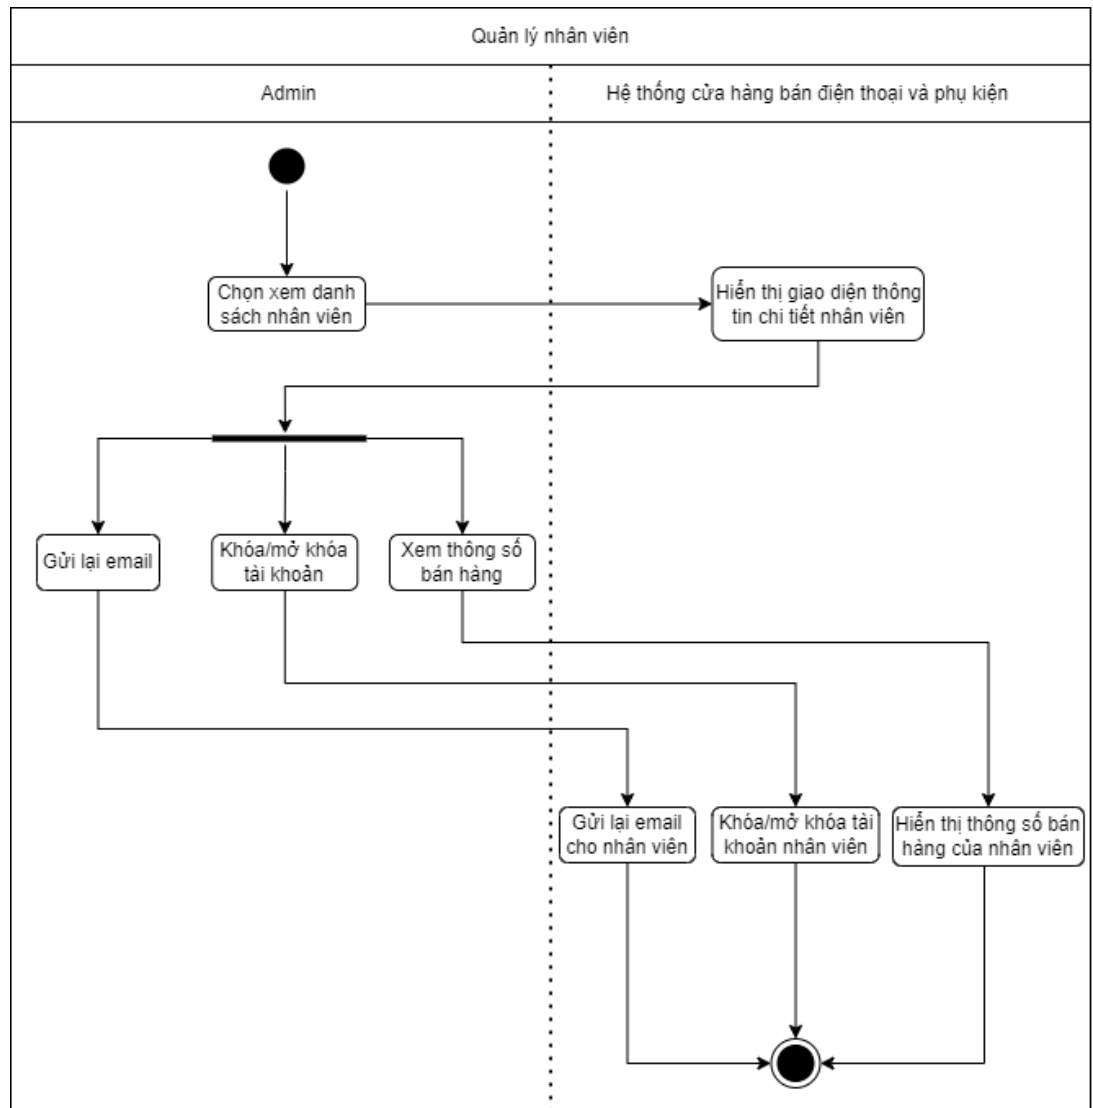 Quản lý nhân viên
Admin
Hệ thống cửa hàng bán điện thoại và phụ kiện
Chọn xem danh
sách nhân viên
Hiển thị giao diện thông
tin chi tiết nhân viên
Gửi lại email
Khóa/mở khóa
tài khoản
Xem thông số
bán hàng
Gửi lại email
cho nhân viên
Khóa/mở khóa tài
khoản nhân viên
Hiển thị thông số bán
hàng của nhân viên